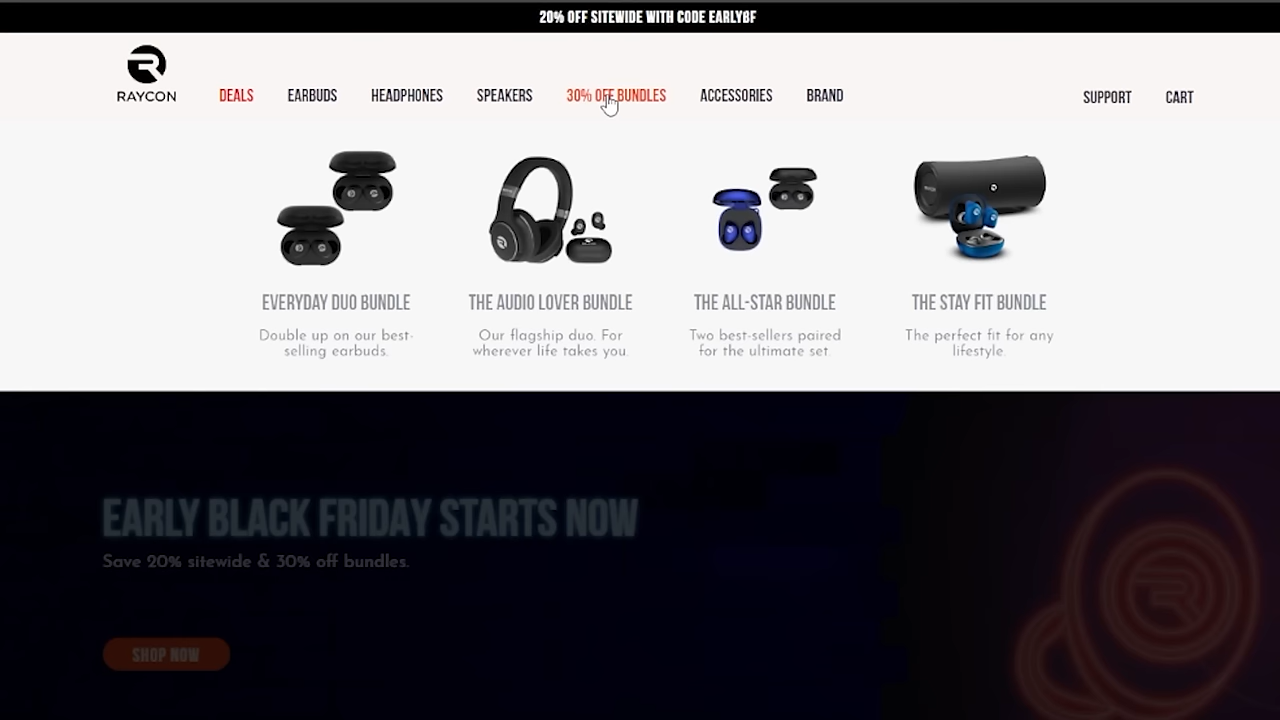 20% OFF SITEWIDE WITH CODE EARLYBF
RAYCON
DEALS
EARBUDS
HEADPHONES
SPEAKERS
30% OFF BUNDLES
ACCESSORIES
BRAND
SUPPORT
CART
EVERYDAY DUO BUNDLE
Double up on our best-
selling earbuds.
THE AUDIO LOVER BUNDLE
Our flagship duo. For
wherever life takes you.
THE ALL-STAR BUNDLE
Two best-sellers paired
for the ultimate set.
THE STAY FIT BUNDLE
The perfect fit for any
lifestyle.
EARLY BLACK FRIDAY STARTS NOW
Save 20% sitewide & 30% off bundles.
SHOP NOW